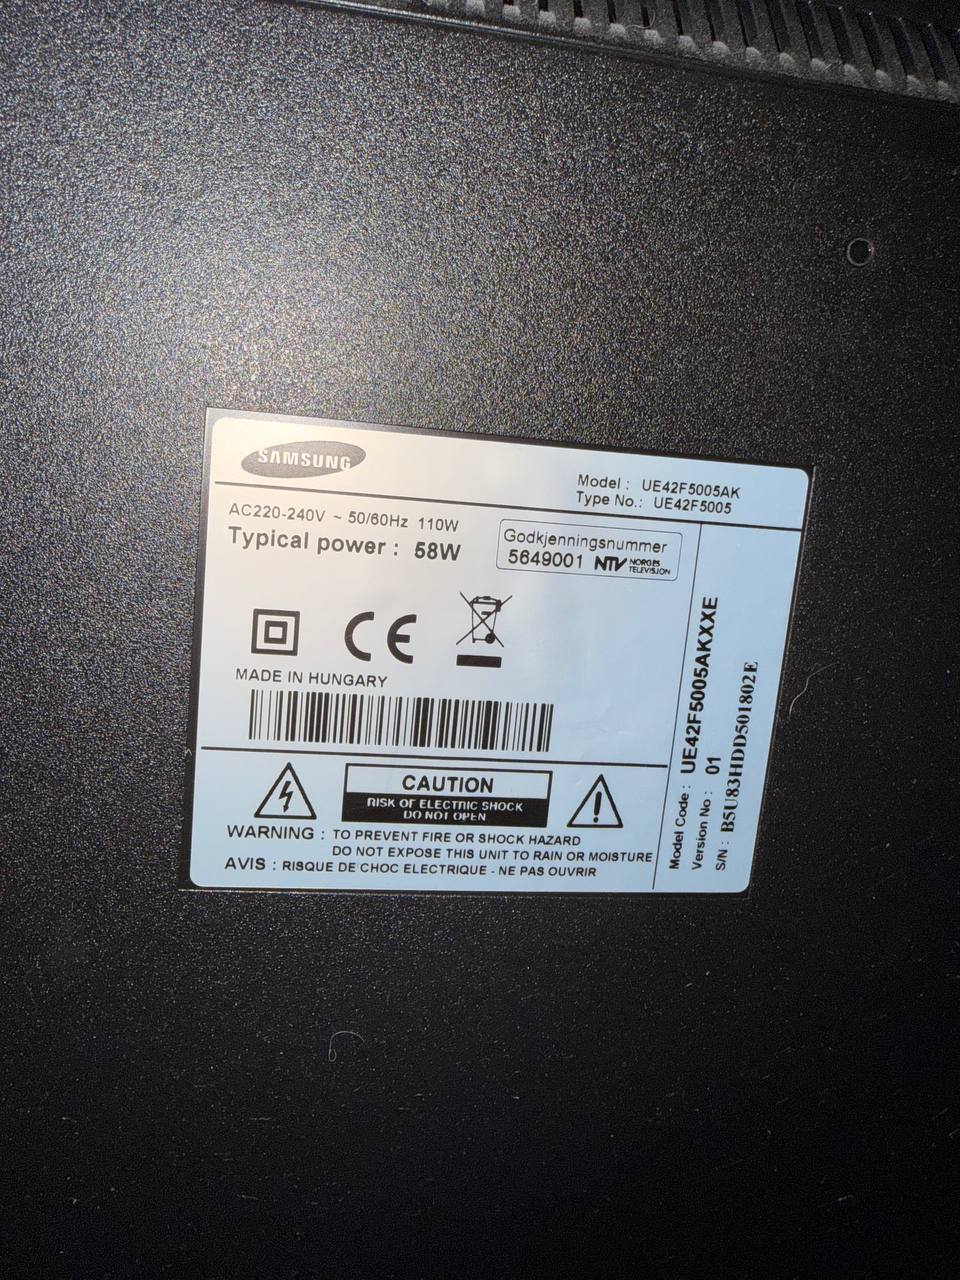 SAMSUNG
Model : UE42F5005AK
Type No.: UE42F5005
AC220-240V ~ 50/60Hz 110W
Typical power : 58W
Godkjenningsnummer
5649001 NTV NORGES TELEVISJON
CE
MADE IN HUNGARY
CAUTION
RISK OF ELECTRIC SHOCK
DO NOT OPEN
WARNING : TO PREVENT FIRE OR SHOCK HAZARD
DO NOT EXPOSE THIS UNIT TO RAIN OR MOISTURE
AVIS : RISQUE DE CHOC ELECTRIQUE - NE PAS OUVRIR
Model Code : UE42F5005AKXXE
Version No : 01
S/N : B5U83HDD501802E